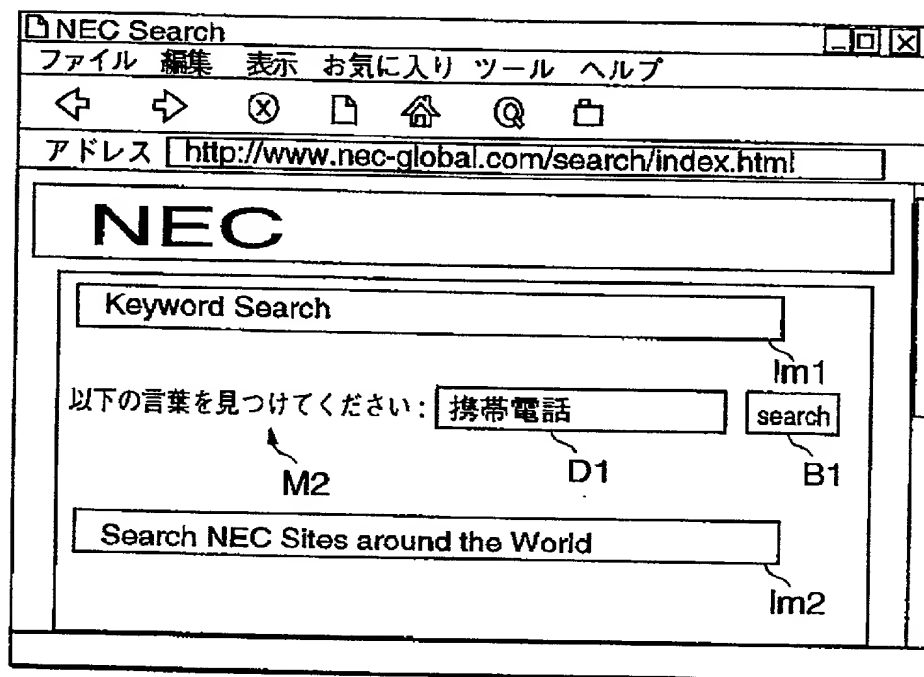 NEC Search
ファイル 編集 表示 お気に入り ツール ヘルプ
アドレス http://www.nec-global.com/search/index.html
NEC
Keyword Search
Im1
以下の言葉を見つけてください: 携帯電話 search
M2 D1 B1
Search NEC Sites around the World
Im2